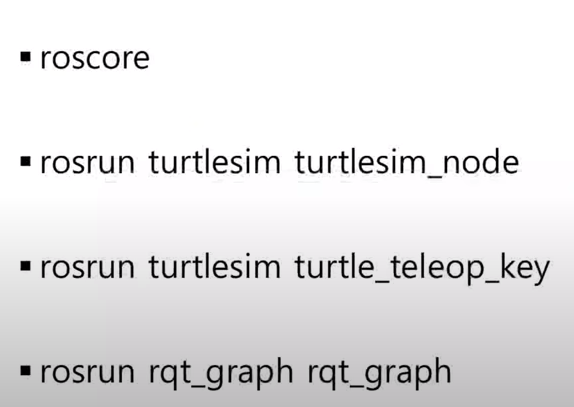 ▪ roscore
▪ rosrun turtlesim turtlesim_node
▪ rosrun turtlesim turtle_teleop_key
▪ rosrun rqt_graph rqt_graph